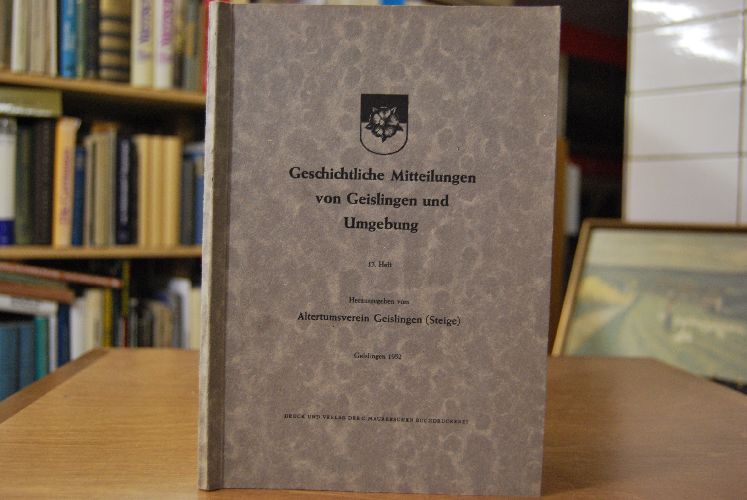 Geschichtliche Mitteilungen
von Geislingen und
Umgebung
13. Heft
Herausgegeben vom
Altertumsverein Geislingen (Steige)
Geislingen 1952
DRUCK UND VERLAG DER C. MAURERSCHEN BUCHDRUCKEREI